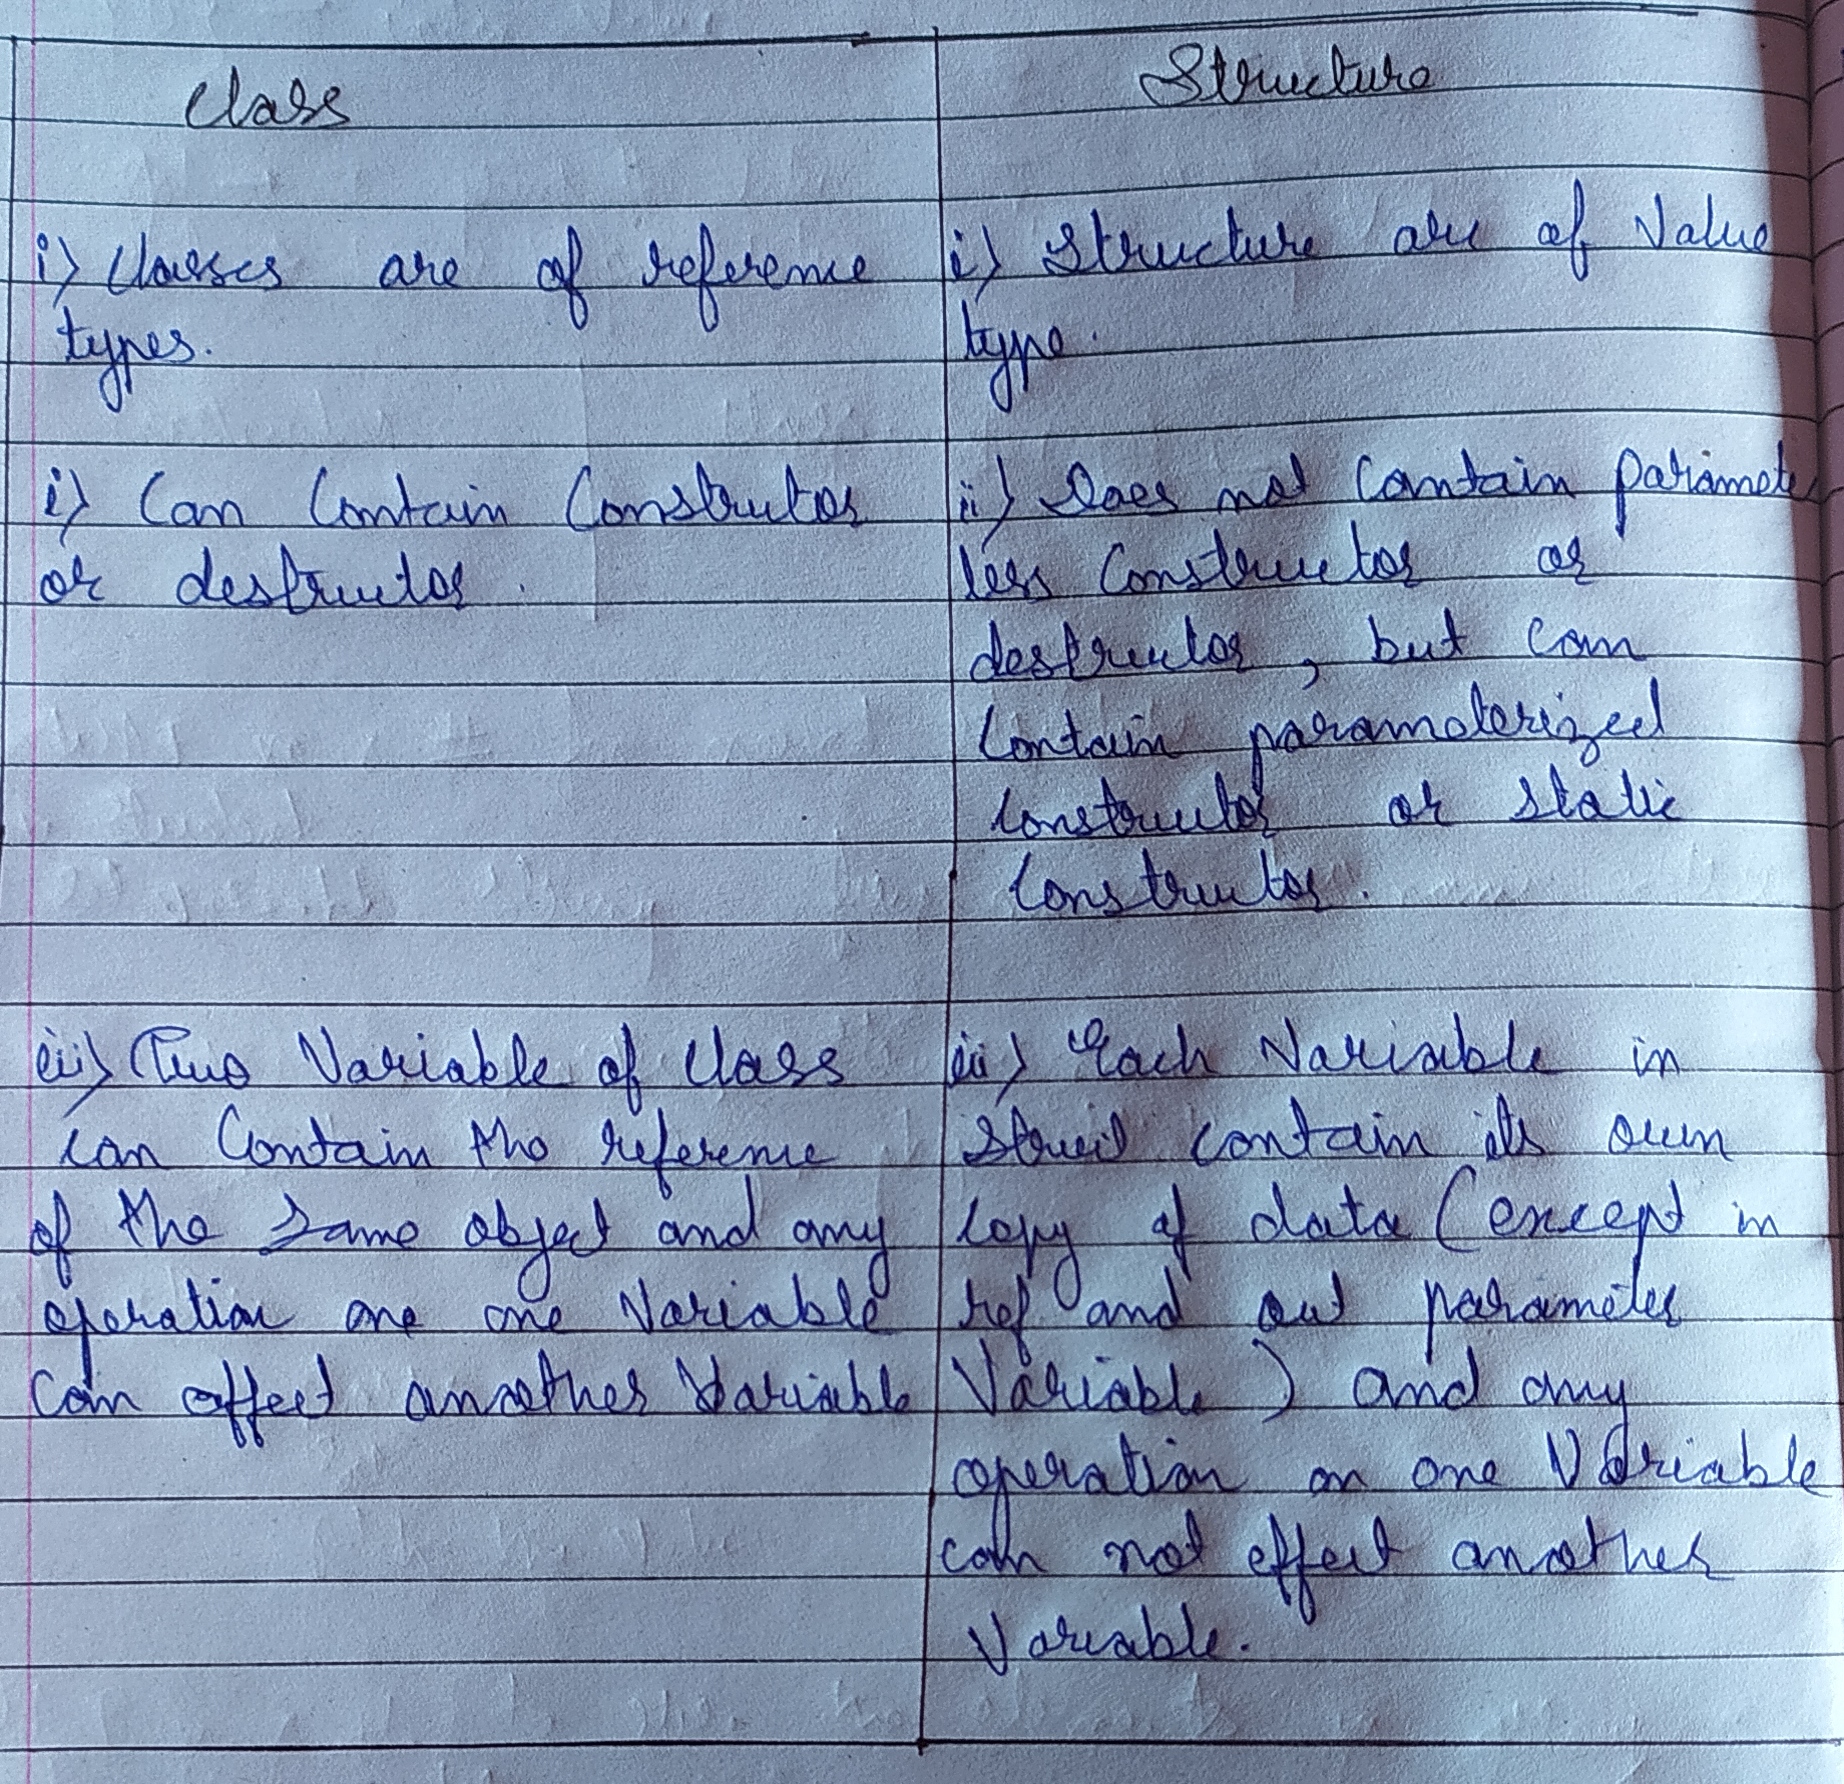 Class
Structure
i) Classes are of reference
types.
i) Structure are of Value
type.
i) Can Contain Constructor
or destructor.
ii) Does not Contain Paramete
less Constructor or
destructor, but can
Contain parameterized
Constructor or static
Constructor.
iii) Two Variable of Class
can Contain the reference
of the same object and any
operation one one Variable
can affect another Variable
iii) Each Variable in
contain its own
copy of data (except in
ref and out parameter
Variable) and any
operation on one Variable
can not effect another
Variable.